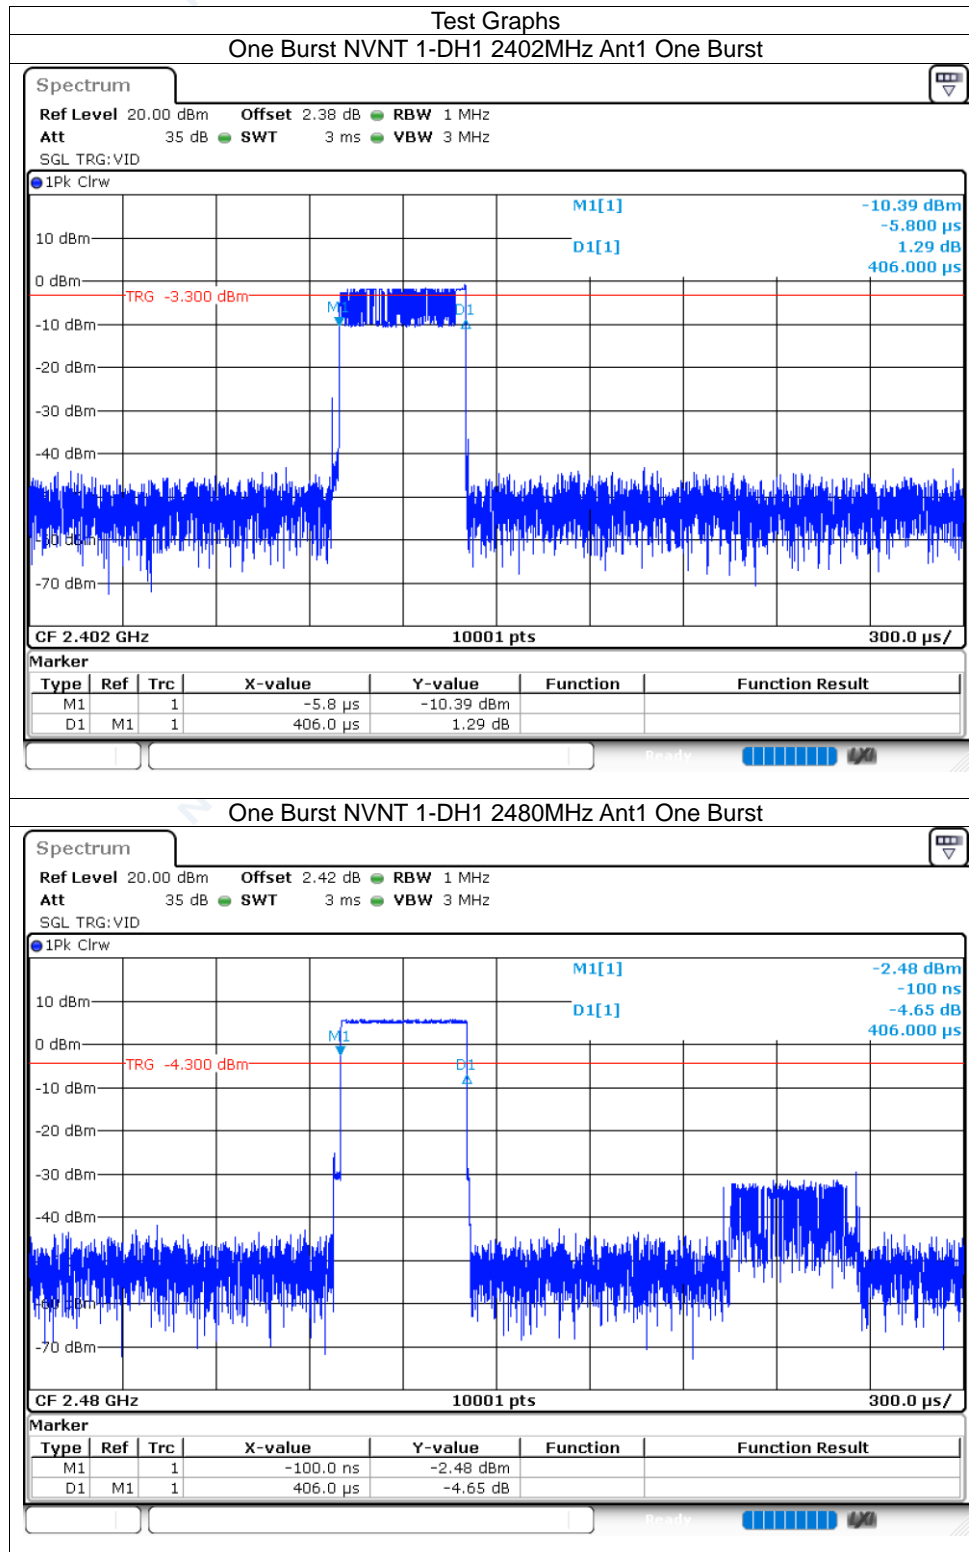 Test Graphs
One Burst NVNT 1-DH1 2402MHz Ant1 One Burst
Spectrum
Ref Level 20.00 dBm Offset 2.38 dB RBW 1 MHz
Att 35 dB SWT 3 ms VBW 3 MHz
SGL TRG:VID
1Pk Clrw
M1[1] -10.39 dBm
-5.800 µs
10 dBm
D1[1] 1.29 dB
406.000 µs
0 dBm
TRG -3.300 dBm
M1 D1
-10 dBm
-20 dBm
-30 dBm
-40 dBm
-70 dBm
CF 2.402 GHz 10001 pts 300.0 µs/
Marker
Type Ref Trc X-value Y-value Function Function Result
M1 1 -5.8 µs -10.39 dBm
D1 M1 1 406.0 µs 1.29 dB
Ready LXI
One Burst NVNT 1-DH1 2480MHz Ant1 One Burst
Spectrum
Ref Level 20.00 dBm Offset 2.42 dB RBW 1 MHz
Att 35 dB SWT 3 ms VBW 3 MHz
SGL TRG:VID
1Pk Clrw
M1[1] -2.48 dBm
-100 ns
10 dBm
D1[1] -4.65 dB
406.000 µs
M1
0 dBm
TRG -4.300 dBm
D1
-10 dBm
-20 dBm
-30 dBm
-40 dBm
-60 dBm
-70 dBm
CF 2.48 GHz 10001 pts 300.0 µs/
Marker
Type Ref Trc X-value Y-value Function Function Result
M1 1 -100.0 ns -2.48 dBm
D1 M1 1 406.0 µs -4.65 dB
Ready LXI